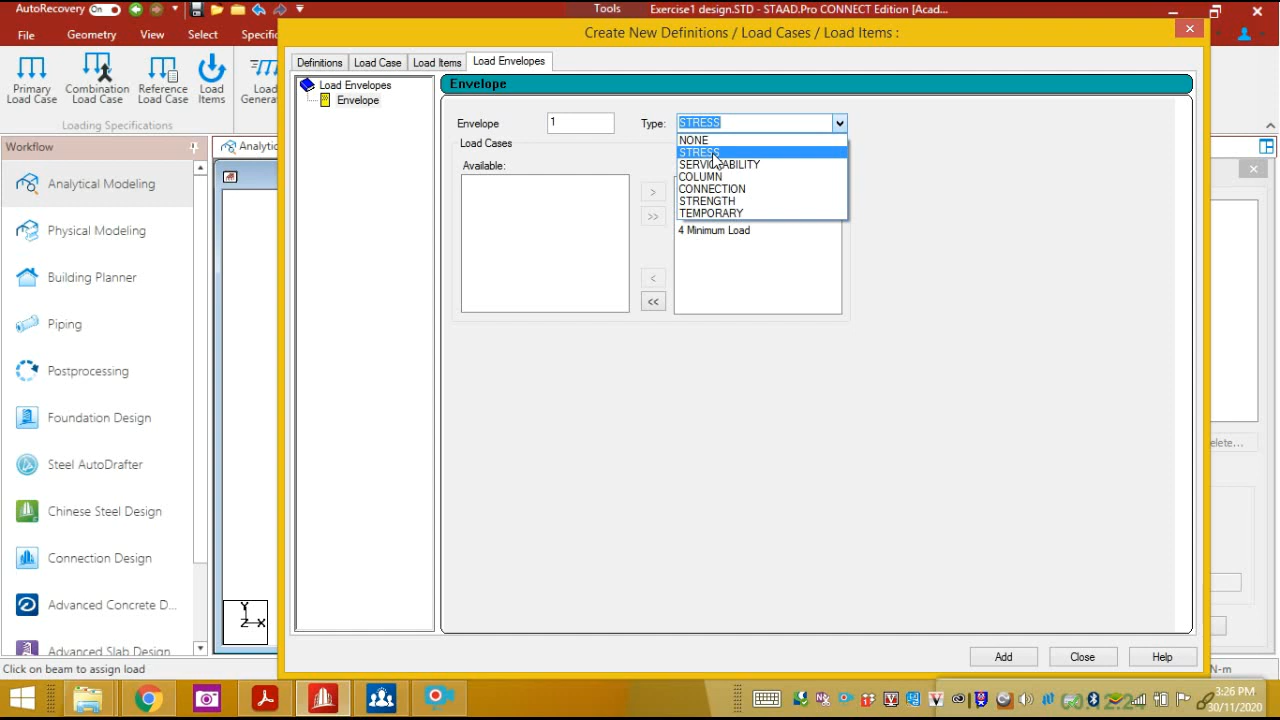 AutoRecovery On
Tools
Exercise1 design.STD - STAAD.Pro CONNECT Edition [Acad...
File Geometry View Select Specific
Create New Definitions / Load Cases / Load Items :
Primary Load Case
Combination Load Case
Reference Load Case
Load Items
Load Genera
Loading Specifications
Definitions Load Case Load Items Load Envelopes
Load Envelopes
Envelope
Envelope
Envelope 1 Type: STRESS
NONE
STRESS
SERVICEABILITY
COLUMN
CONNECTION
STRENGTH
TEMPORARY
Load Cases
Available:
> 
>>
<
<<
4 Minimum Load
Workflow
Analytic
Analytical Modeling
Physical Modeling
Building Planner
Piping
Postprocessing
Foundation Design
Steel AutoDrafter
Chinese Steel Design
Connection Design
Advanced Concrete D...
Advanced Slab Design
Y
Z X
elete...
Add Close Help
Click on beam to assign load
N-m
2:24
3:26 PM
30/11/2020